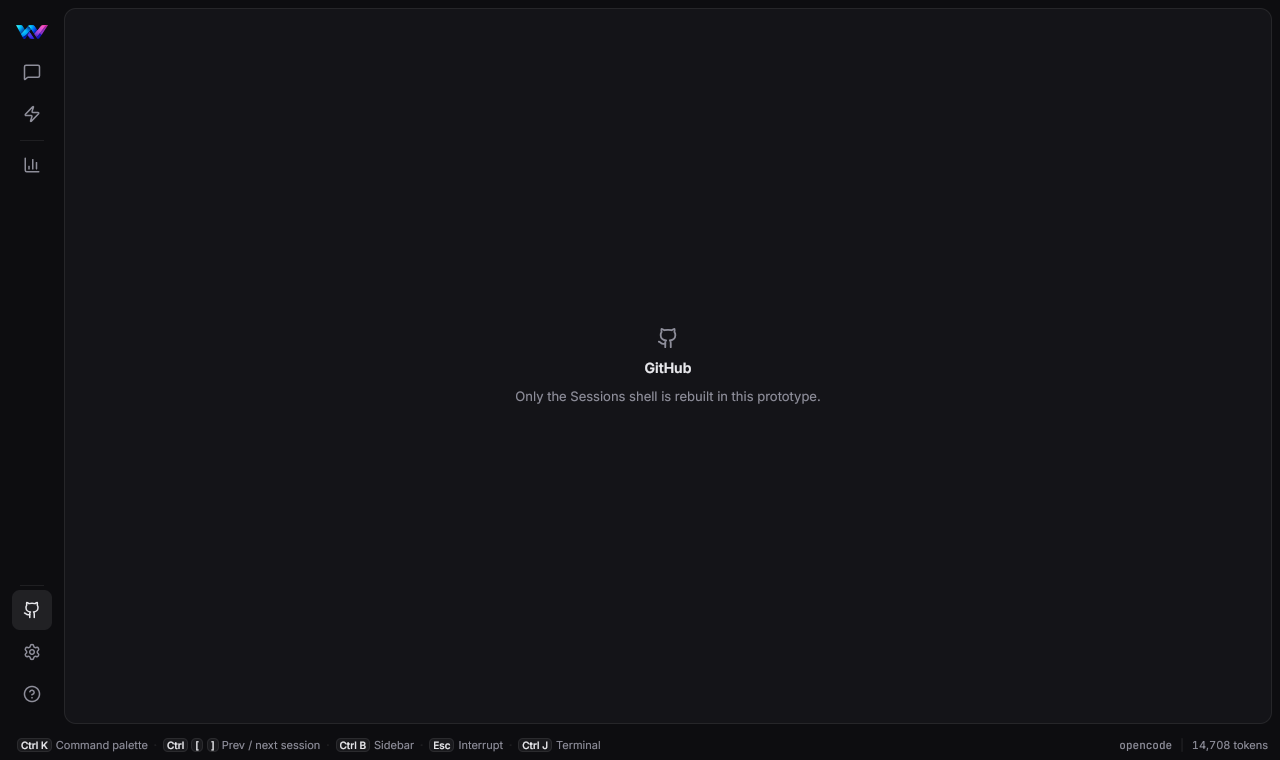 GitHub
Only the Sessions shell is rebuilt in this prototype.
Ctrl K Command palette · Ctrl [ ] Prev / next session · Ctrl B Sidebar · Esc Interrupt · Ctrl J Terminal opencode 14,708 tokens